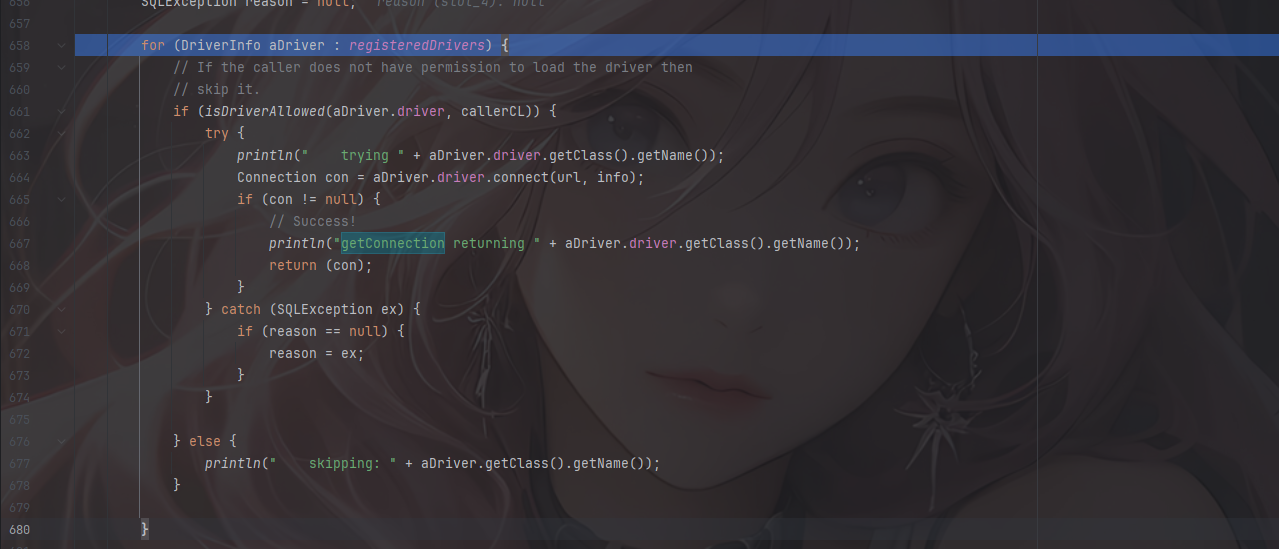 656 SQLException reason = null;   reason (slot_4): null
657
658 for (DriverInfo aDriver : registeredDrivers) {
659 // If the caller does not have permission to load the driver then
660 // skip it.
661 if (isDriverAllowed(aDriver.driver, callerCL)) {
662 try {
663 println("    trying " + aDriver.driver.getClass().getName());
664 Connection con = aDriver.driver.connect(url, info);
665 if (con != null) {
666 // Success!
667 println("getConnection returning " + aDriver.driver.getClass().getName());
668 return (con);
669 }
670 } catch (SQLException ex) {
671 if (reason == null) {
672 reason = ex;
673 }
674 }
675
676 } else {
677 println("    skipping: " + aDriver.getClass().getName());
678 }
679
680 }